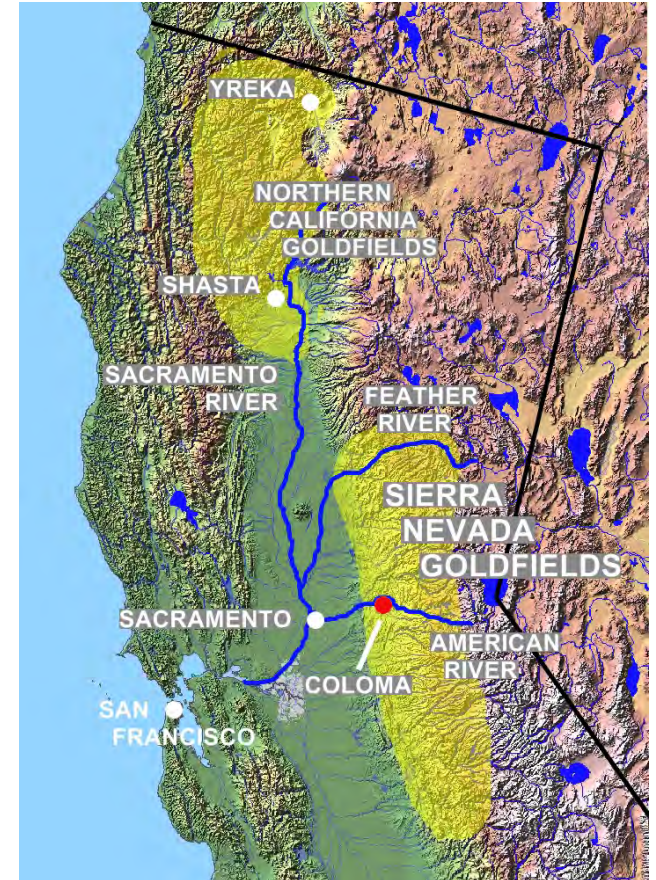 YREKA
NORTHERN
CALIFORNIA
GOLDFIELDS
SHASTA
SACRAMENTO
RIVER
FEATHER
RIVER
SIERRA
NEVADA
GOLDFIELDS
SACRAMENTO
AMERICAN
RIVER
COLOMA
SAN
FRANCISCO